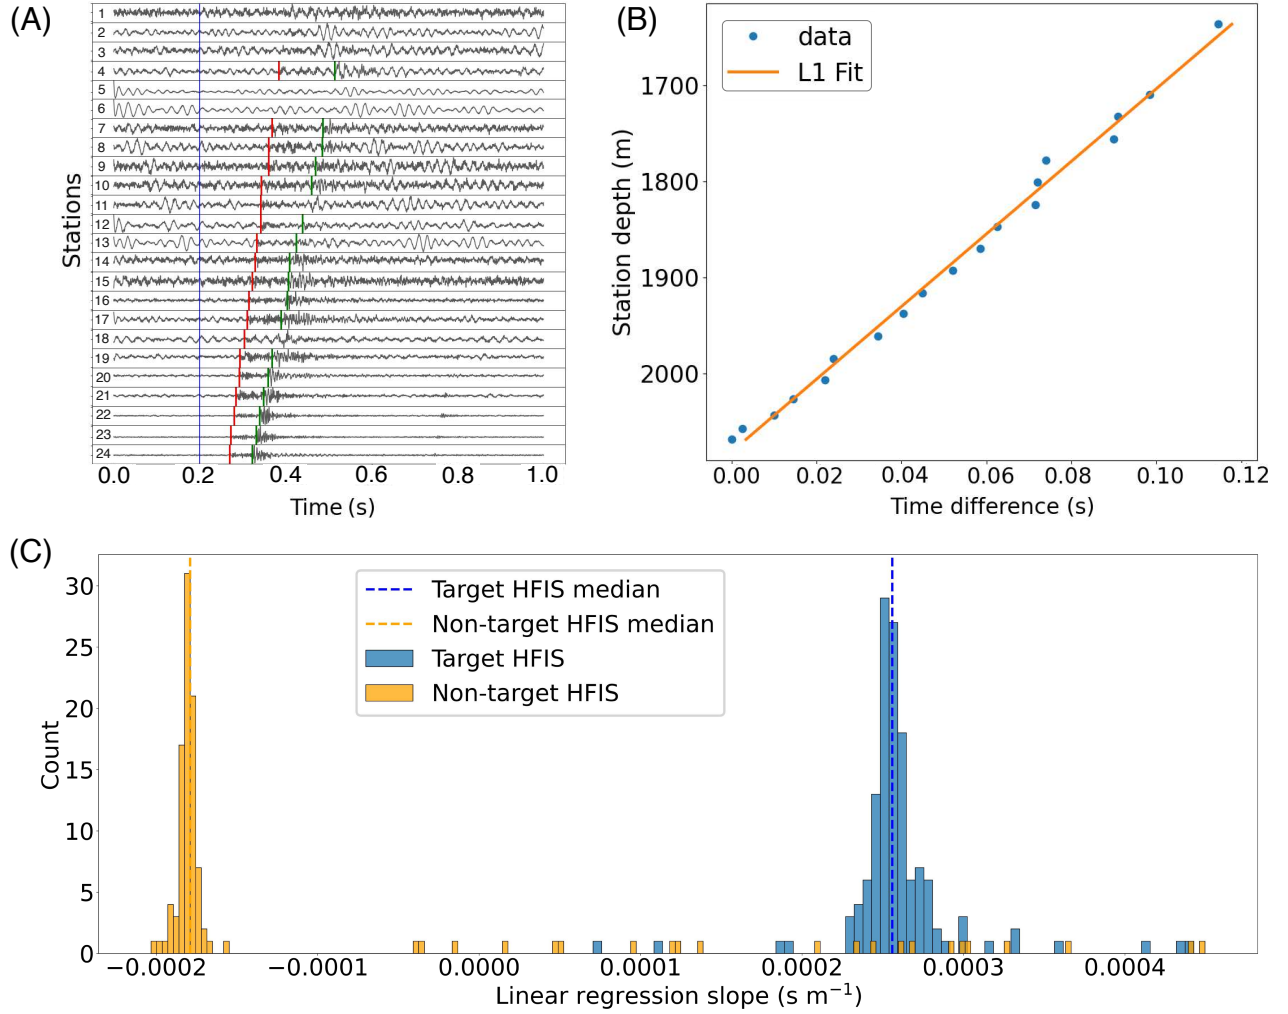 (A)
Stations
1
2
3
4
5
6
7
8
9
10
11
12
13
14
15
16
17
18
19
20
21
22
23
24
0.0 0.2 0.4 0.6 0.8 1.0
Time (s)
(B)
data
L1 Fit
Station depth (m)
1700
1800
1900
2000
0.00 0.02 0.04 0.06 0.08 0.10 0.12
Time difference (s)
(C)
Target HFIS median
Non-target HFIS median
Target HFIS
Non-target HFIS
Count
30
25
20
15
10
5
0
−0.0002 −0.0001 0.0000 0.0001 0.0002 0.0003 0.0004
Linear regression slope (s m⁻¹)